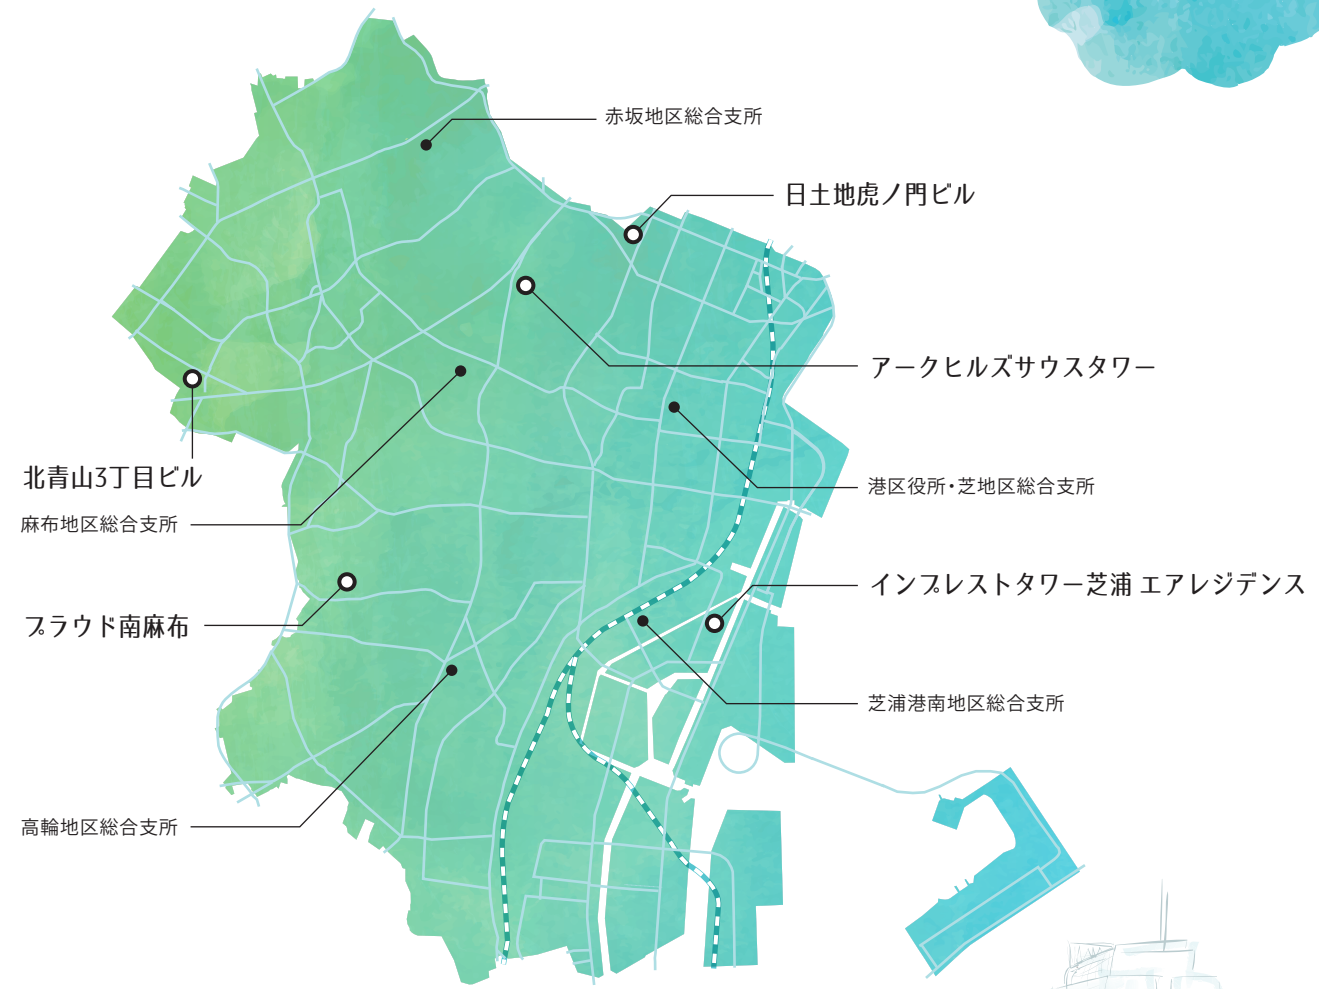 赤坂地区総合支所
日土地虎ノ門ビル
アークヒルズサウスタワー
北青山3丁目ビル
港区役所・芝地区総合支所
麻布地区総合支所
インプレストタワー芝浦 エアレジデンス
プラウド南麻布
芝浦港南地区総合支所
高輪地区総合支所